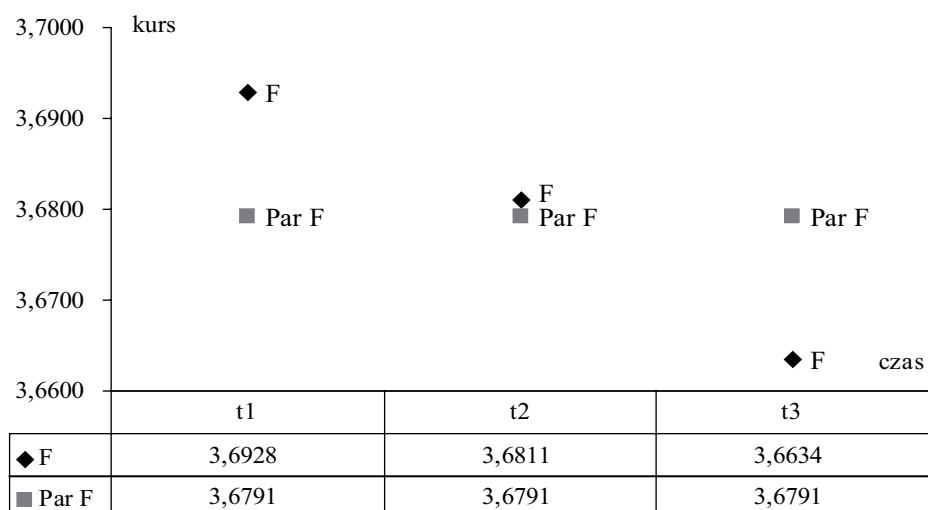 3,7000 kurs
F
3,6900
F
3,6800 Par F Par F Par F
3,6700
F czas
3,6600
t1 t2 t3
F 3,6928 3,6811 3,6634
Par F 3,6791 3,6791 3,6791